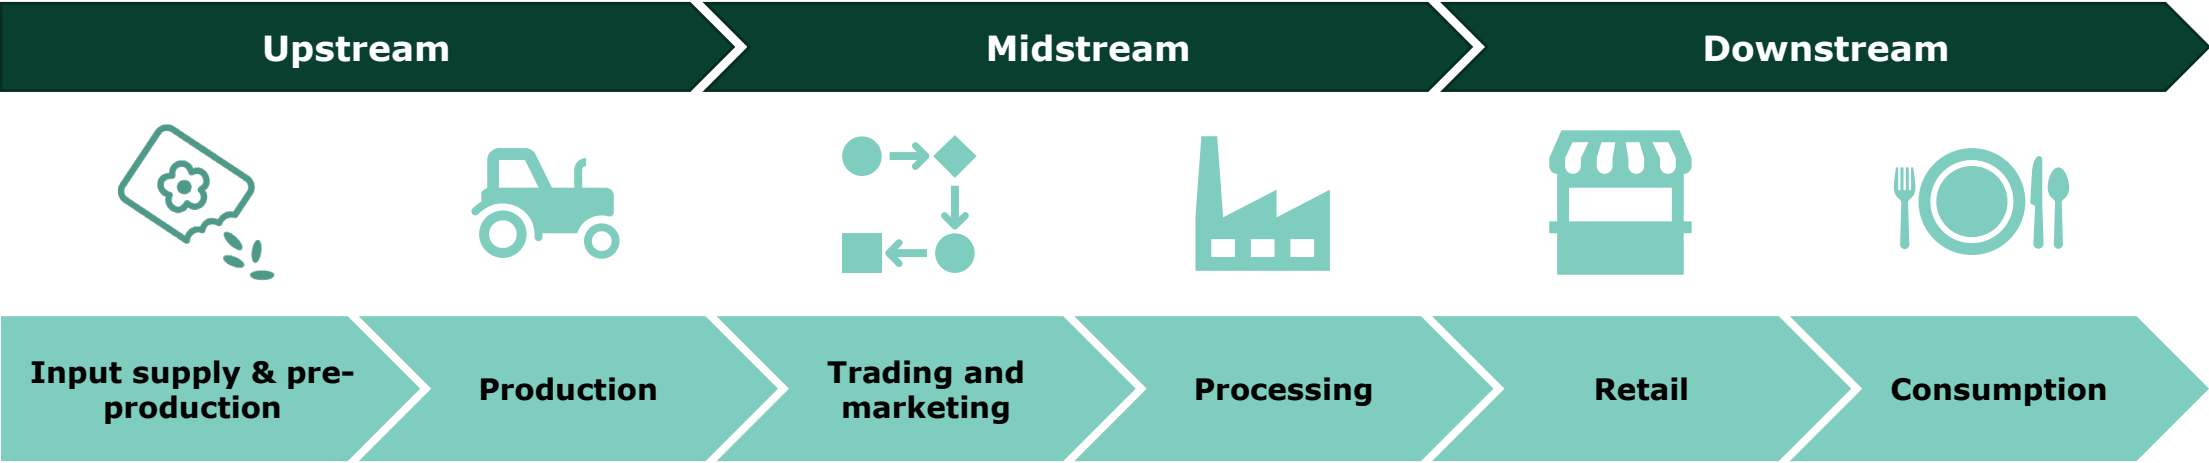 Upstream
Midstream
Downstream
Input supply & pre-
production
Production
Trading and
marketing
Processing
Retail
Consumption